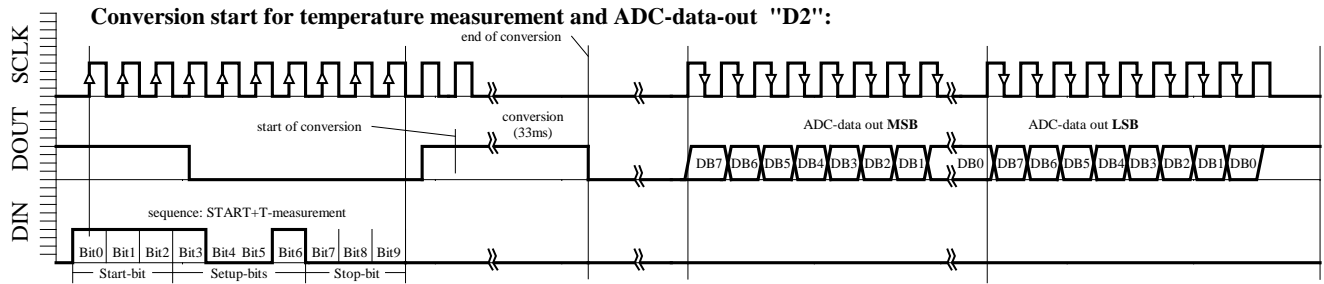 Conversion start for temperature measurement and ADC-data-out "D2":
end of conversion
SCLK
DOUT
start of conversion
conversion
(33ms)
ADC-data out MSB
ADC-data out LSB
DB7 DB6 DB5 DB4 DB3 DB2 DB1 DB0 DB7 DB6 DB5 DB4 DB3 DB2 DB1 DB0
DIN
sequence: START+T-measurement
Bit0 Bit1 Bit2 Bit3 Bit4 Bit5 Bit6 Bit7 Bit8 Bit9
Start-bit Setup-bits Stop-bit